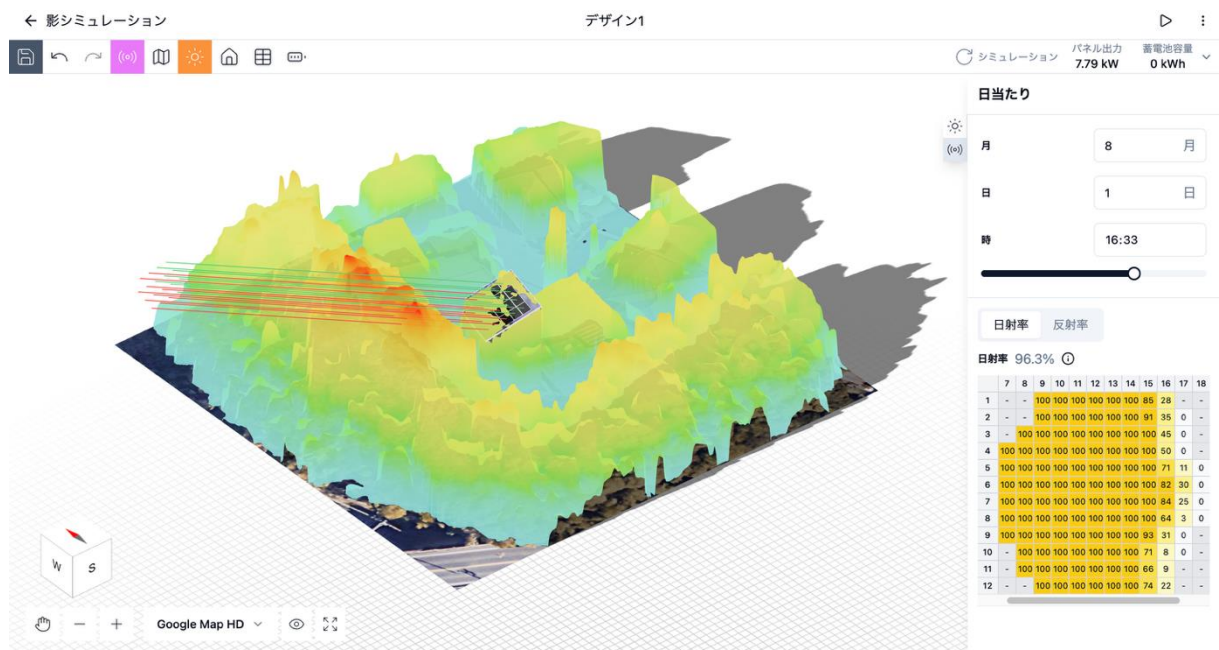 影シミュレーション
デザイン1
シミュレーション
パネル出力
7.79 kW
蓄電池容量
0 kWh
日当たり
月 8 月
日 1 日
時 16:33
日射率 反射率
日射率 96.3%
7 8 9 10 11 12 13 14 15 16 17 18
1 - - 100 100 100 100 100 100 85 28 - -
2 - - 100 100 100 100 100 100 91 35 0 -
3 - 100 100 100 100 100 100 100 100 45 0 -
4 100 100 100 100 100 100 100 100 100 50 0 -
5 100 100 100 100 100 100 100 100 100 71 11 0
6 100 100 100 100 100 100 100 100 100 82 30 0
7 100 100 100 100 100 100 100 100 100 84 25 0
8 100 100 100 100 100 100 100 100 100 64 3 0
9 100 100 100 100 100 100 100 100 93 31 0 -
10 - 100 100 100 100 100 100 100 71 8 0 -
11 - 100 100 100 100 100 100 100 66 9 - -
12 - - 100 100 100 100 100 100 74 22 - -
W S
Google Map HD